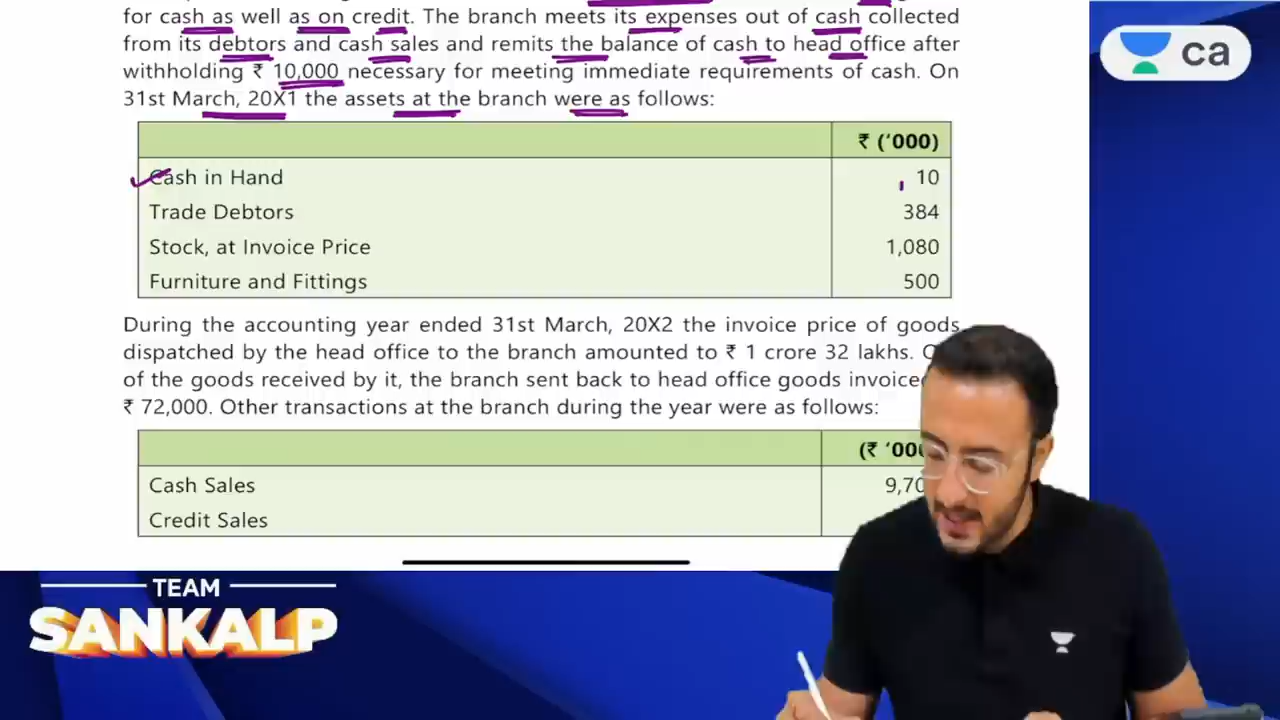 for cash as well as on credit. The branch meets its expenses out of cash collected
from its debtors and cash sales and remits the balance of cash to head office after
withholding ₹ 10,000 necessary for meeting immediate requirements of cash. On
31st March, 20X1 the assets at the branch were as follows:
₹ ('000)
Cash in Hand 10
Trade Debtors 384
Stock, at Invoice Price 1,080
Furniture and Fittings 500
During the accounting year ended 31st March, 20X2 the invoice price of goods
dispatched by the head office to the branch amounted to ₹ 1 crore 32 lakhs.
of the goods received by it, the branch sent back to head office goods invoiced
₹ 72,000. Other transactions at the branch during the year were as follows:
(₹ '000
Cash Sales 9,70
Credit Sales
ca
TEAM
SANKALP